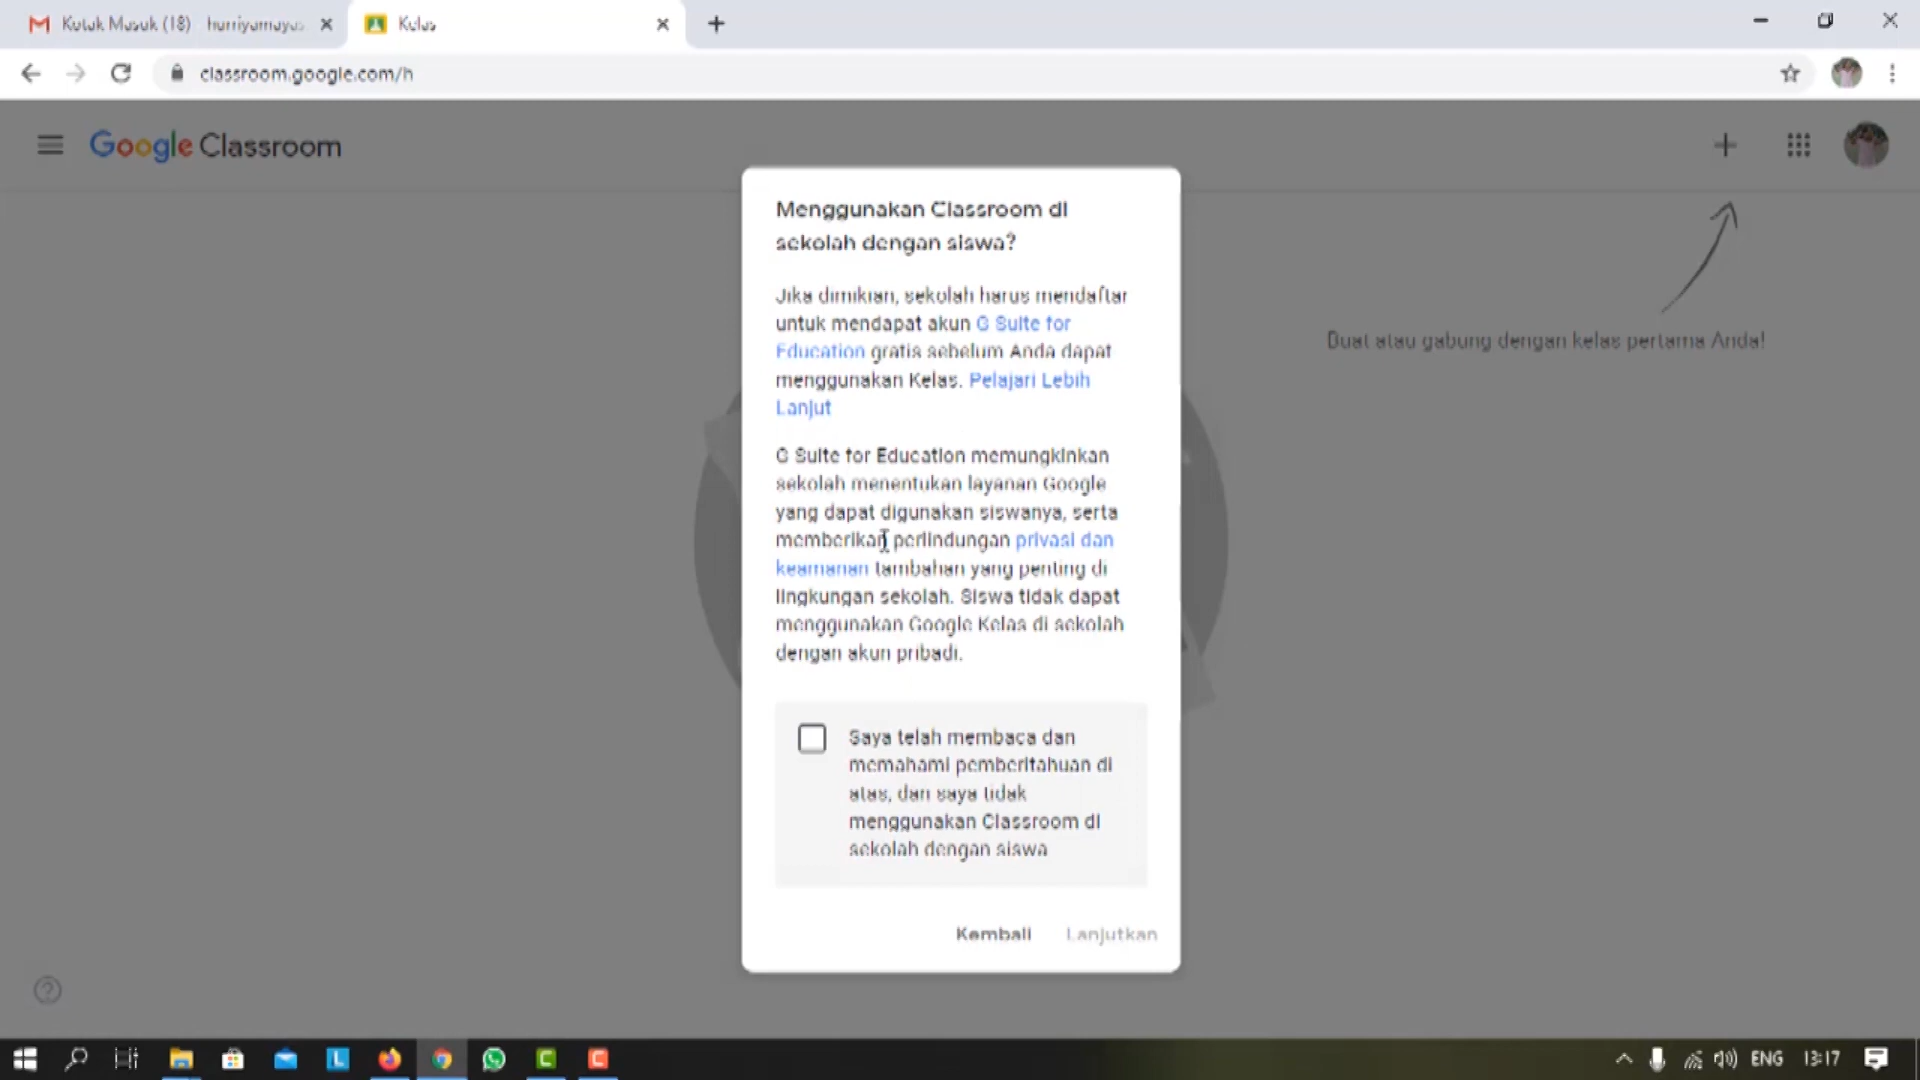 Kotak Masuk (18)
Kelas
classroom.google.com/h
Google Classroom
Buat atau gabung dengan kelas pertama Anda!
Menggunakan Classroom di
sekolah dengan siswa?
Jika dimikian, sekolah harus mendaftar
untuk mendapat akun G Suite for
Education gratis sebelum Anda dapat
menggunakan Kelas. Pelajari Lebih
Lanjut
G Suite for Education memungkinkan
sekolah menentukan layanan Google
yang dapat digunakan siswanya, serta
memberikan perlindungan privasi dan
keamanan tambahan yang penting di
lingkungan sekolah. Siswa tidak dapat
menggunakan Google Kelas di sekolah
dengan akun pribadi.
Saya telah membaca dan
memahami pemberitahuan di
atas, dan saya tidak
menggunakan Classroom di
sekolah dengan siswa
Kembali Lanjutkan
ENG 13:17